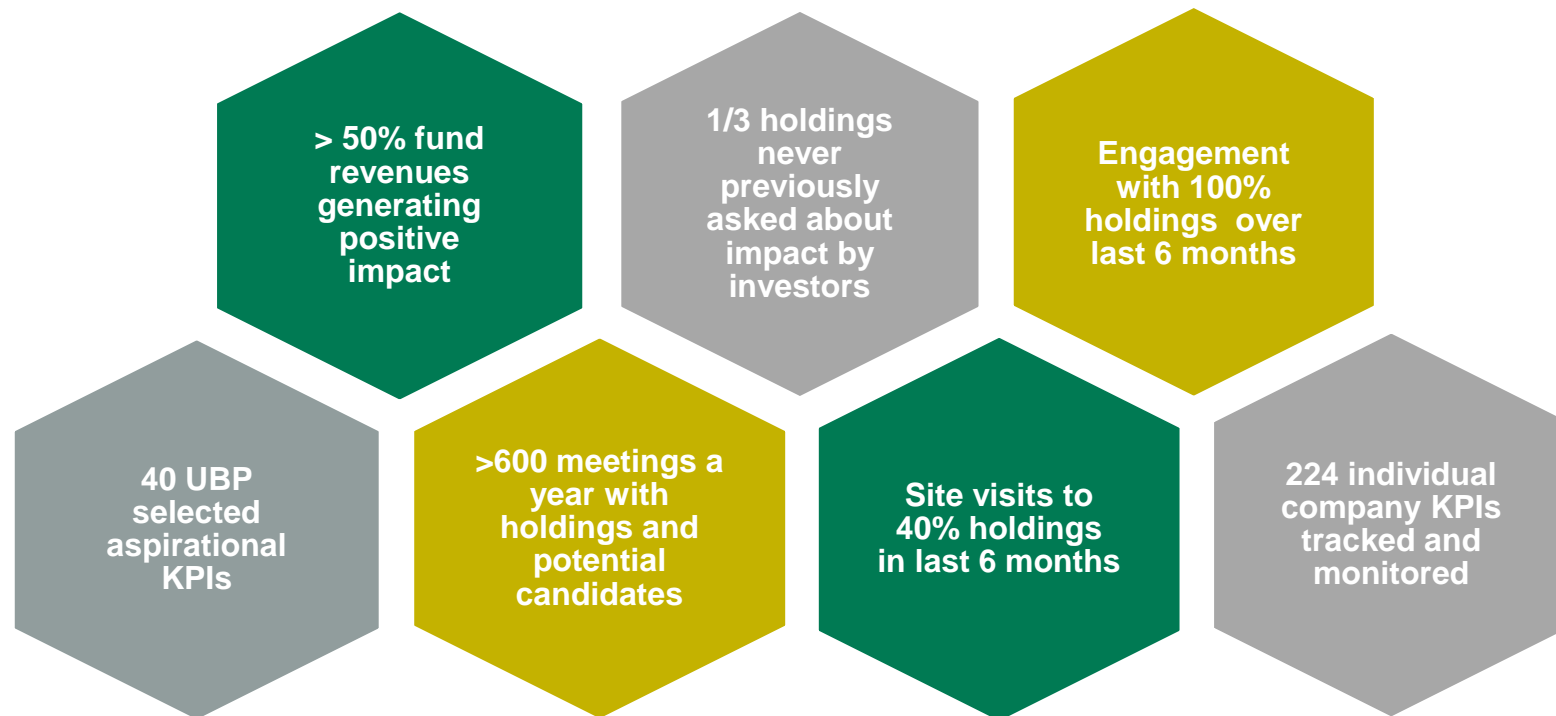 > 50% fund
revenues
generating
positive
impact
1/3 holdings
never
previously
asked about
impact by
investors
Engagement
with 100%
holdings  over
last 6 months
40 UBP
selected
aspirational
KPIs
>600 meetings a
year with
holdings and
potential
candidates
Site visits to
40% holdings
in last 6 months
224 individual
company KPIs
tracked and
monitored